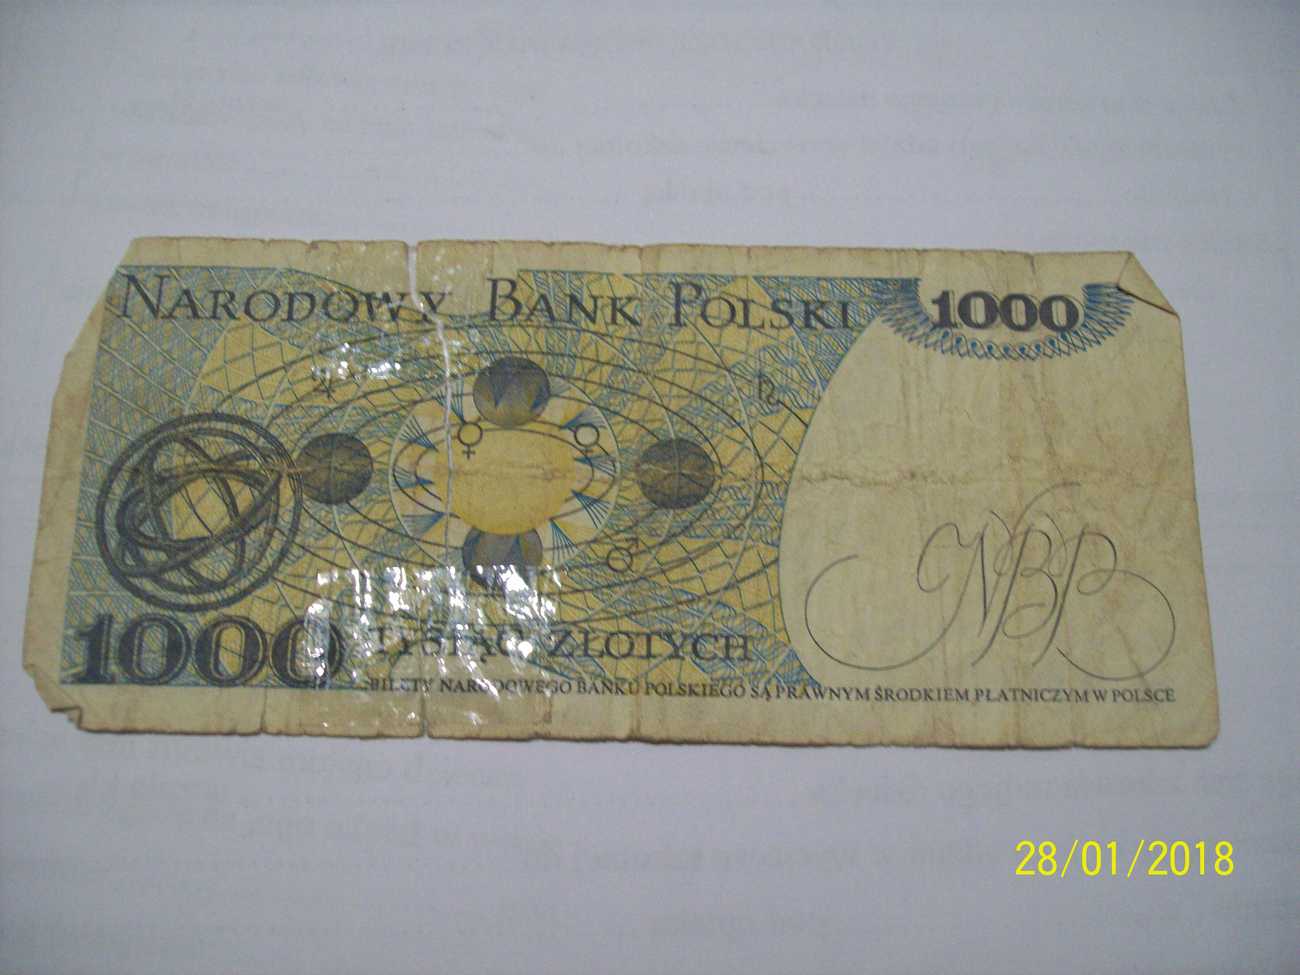 NARODOWY BANK POLSKI
1000
NBP
1000
TYSIĄC ZŁOTYCH
BILETY NARODOWEGO BANKU POLSKIEGO SĄ PRAWNYM ŚRODKIEM PŁATNICZYM W POLSCE
28/01/2018